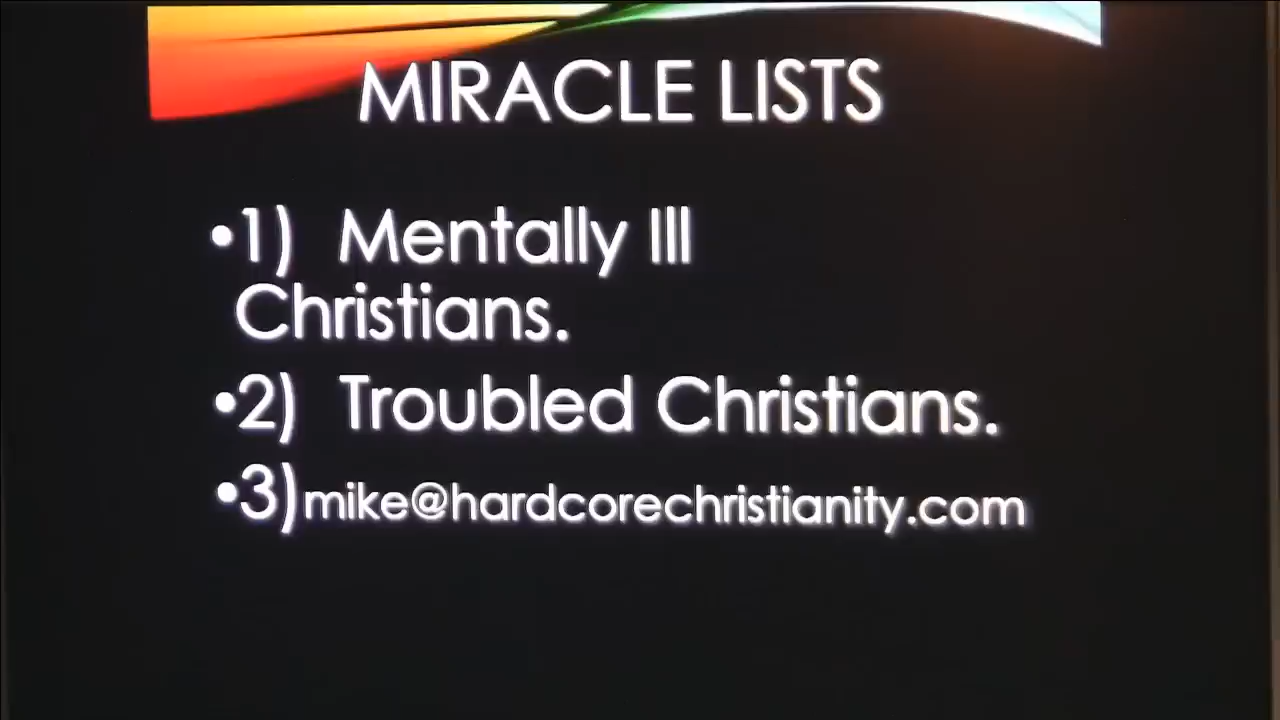 MIRACLE LISTS
•1) Mentally Ill
Christians.
•2) Troubled Christians.
•3)mike@hardcorechristianity.com